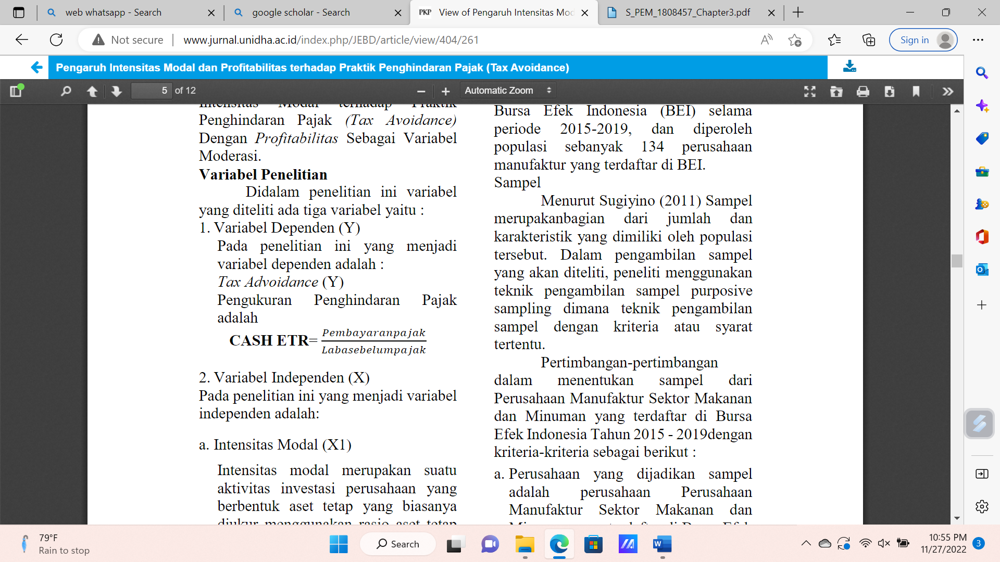 web whatsapp - Search
google scholar - Search
PKP View of Pengaruh Intensitas Mod
S_PEM_1808457_Chapter3.pdf
Not secure
www.jurnal.unidha.ac.id/index.php/JEBD/article/view/404/261
Sign in
Pengaruh Intensitas Modal dan Profitabilitas terhadap Praktik Penghindaran Pajak (Tax Avoidance)
5 of 12
Automatic Zoom
Intensitas Modal terhadap Praktik
Penghindaran Pajak (Tax Avoidance)
Dengan Profitabilitas Sebagai Variabel
Moderasi.
Variabel Penelitian
Didalam penelitian ini variabel
yang diteliti ada tiga variabel yaitu :
1. Variabel Dependen (Y)
Pada penelitian ini yang menjadi
variabel dependen adalah :
Tax Advoidance (Y)
Pengukuran Penghindaran Pajak
adalah
CASH ETR= Pembayaranpajak
Labasebelumpajak
2. Variabel Independen (X)
Pada penelitian ini yang menjadi variabel
independen adalah:
a. Intensitas Modal (X1)
Intensitas modal merupakan suatu
aktivitas investasi perusahaan yang
berbentuk aset tetap yang biasanya
diukur menggunakan rasio aset tetap
Bursa Efek Indonesia (BEI) selama
periode 2015-2019, dan diperoleh
populasi sebanyak 134 perusahaan
manufaktur yang terdaftar di BEI.
Sampel
Menurut Sugiyino (2011) Sampel
merupakanbagian dari jumlah dan
karakteristik yang dimiliki oleh populasi
tersebut. Dalam pengambilan sampel
yang akan diteliti, peneliti menggunakan
teknik pengambilan sampel purposive
sampling dimana teknik pengambilan
sampel dengan kriteria atau syarat
tertentu.
Pertimbangan-pertimbangan
dalam menentukan sampel dari
Perusahaan Manufaktur Sektor Makanan
dan Minuman yang terdaftar di Bursa
Efek Indonesia Tahun 2015 - 2019dengan
kriteria-kriteria sebagai berikut :
a. Perusahaan yang dijadikan sampel
adalah perusahaan Perusahaan
Manufaktur Sektor Makanan dan
79°F
Rain to stop
Search
10:55 PM
11/27/2022
3